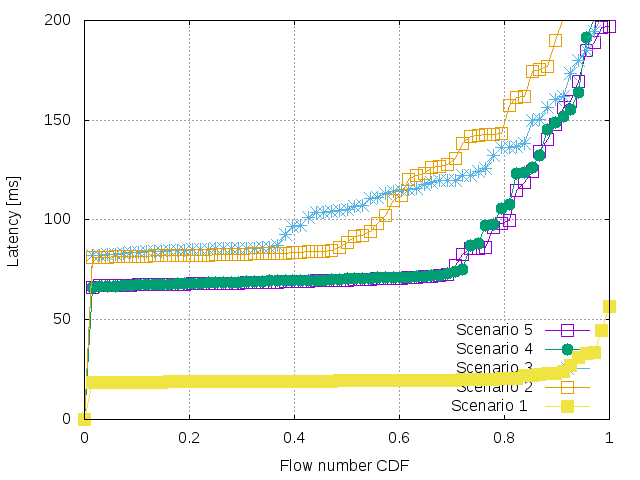 200
150
100
50
0
Latency [ms]
Scenario 5
Scenario 4
Scenario 3
Scenario 2
Scenario 1
0 0.2 0.4 0.6 0.8 1
Flow number CDF